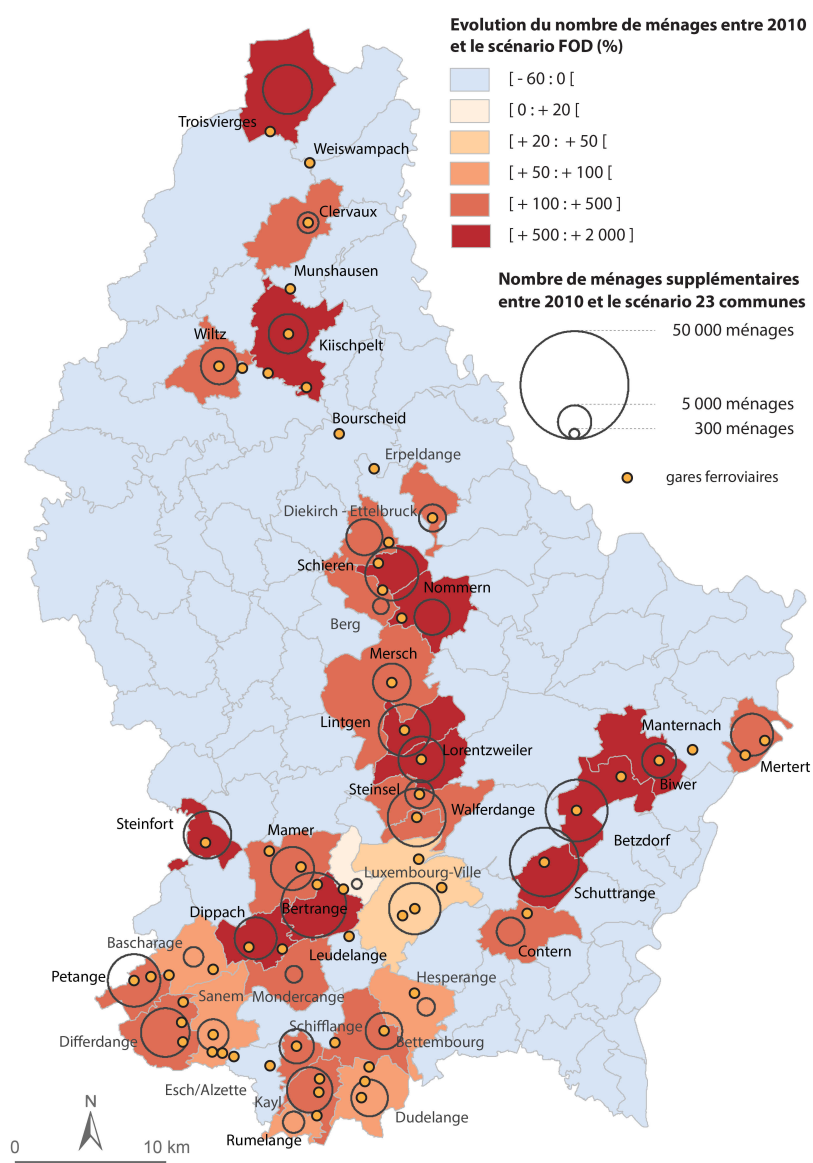 Evolution du nombre de ménages entre 2010
et le scénario FOD (%)
[ - 60 : 0 [
[ 0 : + 20 [
[ + 20 : + 50 [
[ + 50 : + 100 [
[ + 100 : + 500 ]
[ + 500 : + 2 000 ]
Nombre de ménages supplémentaires
entre 2010 et le scénario 23 communes
50 000 ménages
5 000 ménages
300 ménages
gares ferroviaires
Troisvierges
Weiswampach
Clervaux
Munshausen
Wiltz
Kiischpelt
Bourscheid
Erpeldange
Diekirch - Ettelbruck
Schieren
Nommern
Berg
Mersch
Lintgen
Lorentzweiler
Manternach
Mertert
Biwer
Steinsel
Walferdange
Steinfort
Mamer
Betzdorf
Luxembourg-Ville
Schuttrange
Bertrange
Dippach
Bascharage
Leudelange
Contern
Petange
Hesperange
Sanem
Mondercange
Schifflange
Differdange
Bettembourg
Esch/Alzette
Kayl
Dudelange
Rumelange
N
0
10 km